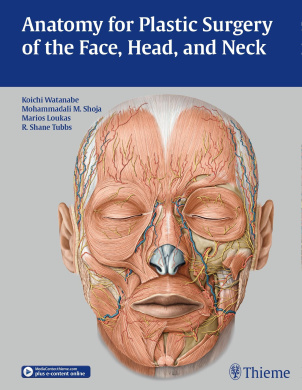 Anatomy for Plastic Surgery
of the Face, Head, and Neck
Koichi Watanabe
Mohammadali M. Shoja
Marios Loukas
R. Shane Tubbs
MediaCenter.thieme.com
plus e-content online
Thieme